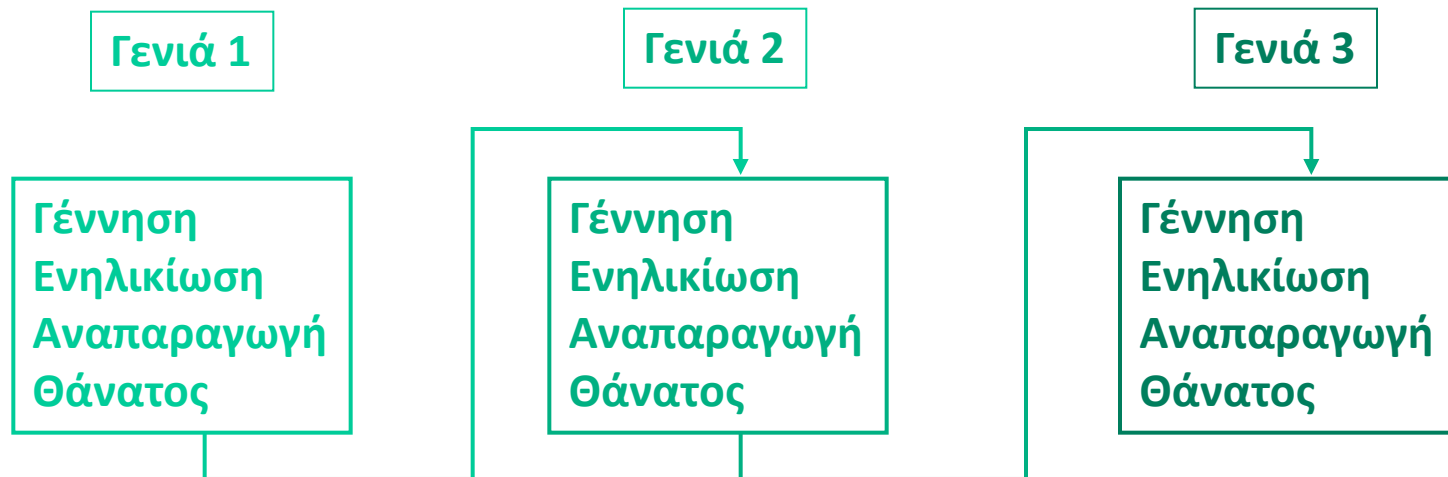 Γενιά 1
Γενιά 2
Γενιά 3
Γέννηση
Ενηλικίωση
Αναπαραγωγή
Θάνατος
Γέννηση
Ενηλικίωση
Αναπαραγωγή
Θάνατος
Γέννηση
Ενηλικίωση
Αναπαραγωγή
Θάνατος